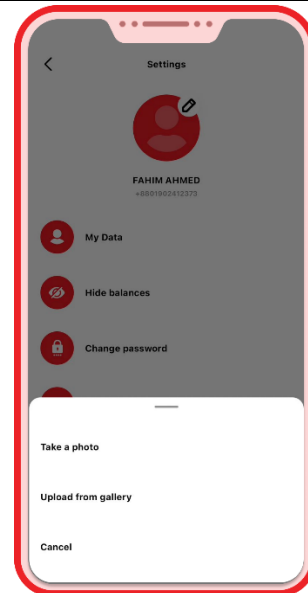 Settings
FAHIM AHMED
+8801902412373
My Data
Hide balances
Change password
Take a photo
Upload from gallery
Cancel